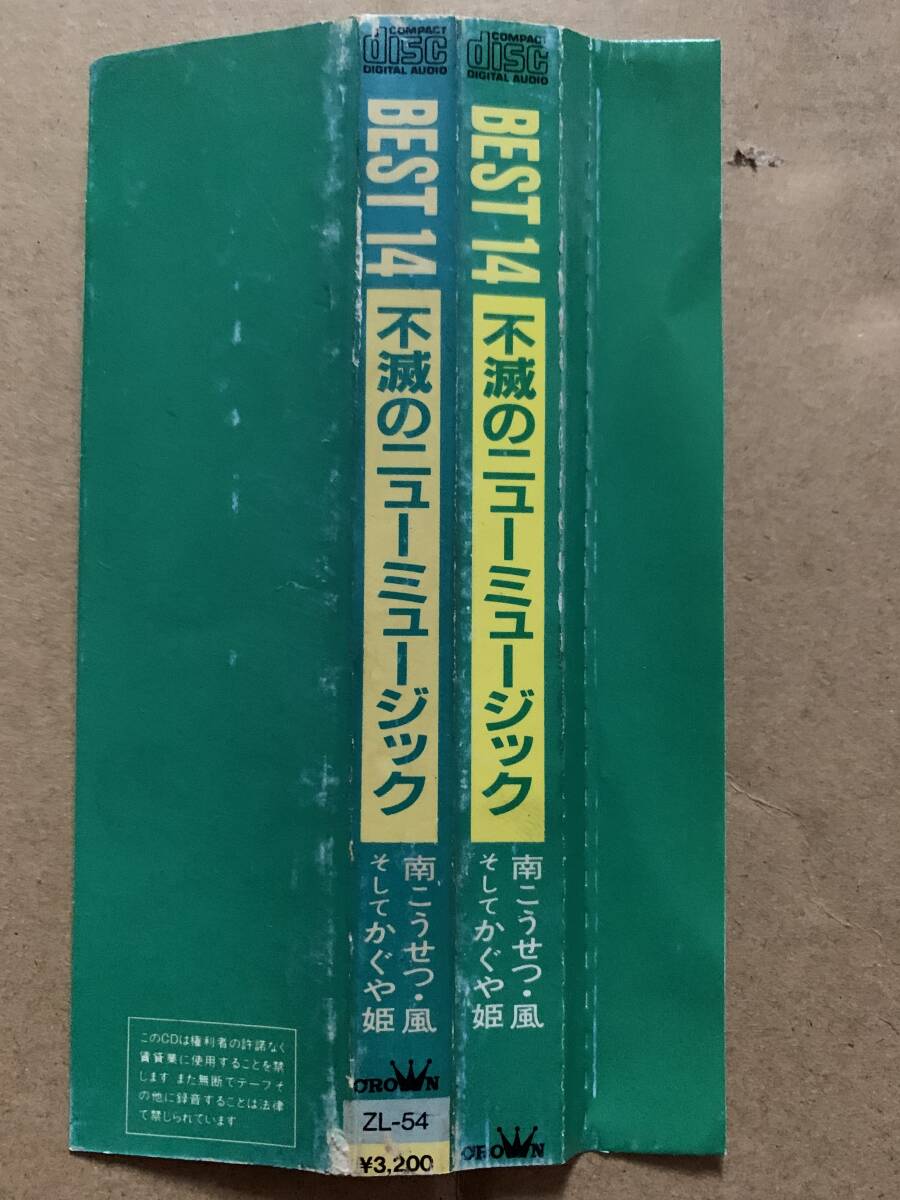 COMPACT
disc
DIGITAL AUDIO
BEST 14
不滅のニューミュージック
南こうせつ・風
そしてかぐや姫
CROWN
ZL-54
¥3,200
COMPACT
disc
DIGITAL AUDIO
BEST 14
不滅のニューミュージック
南こうせつ・風
そしてかぐや姫
CROWN
このCDは権利者の許諾なく
賃貸業に使用することを禁
します また無断でテープそ
の他に録音することは法律
で禁じられています